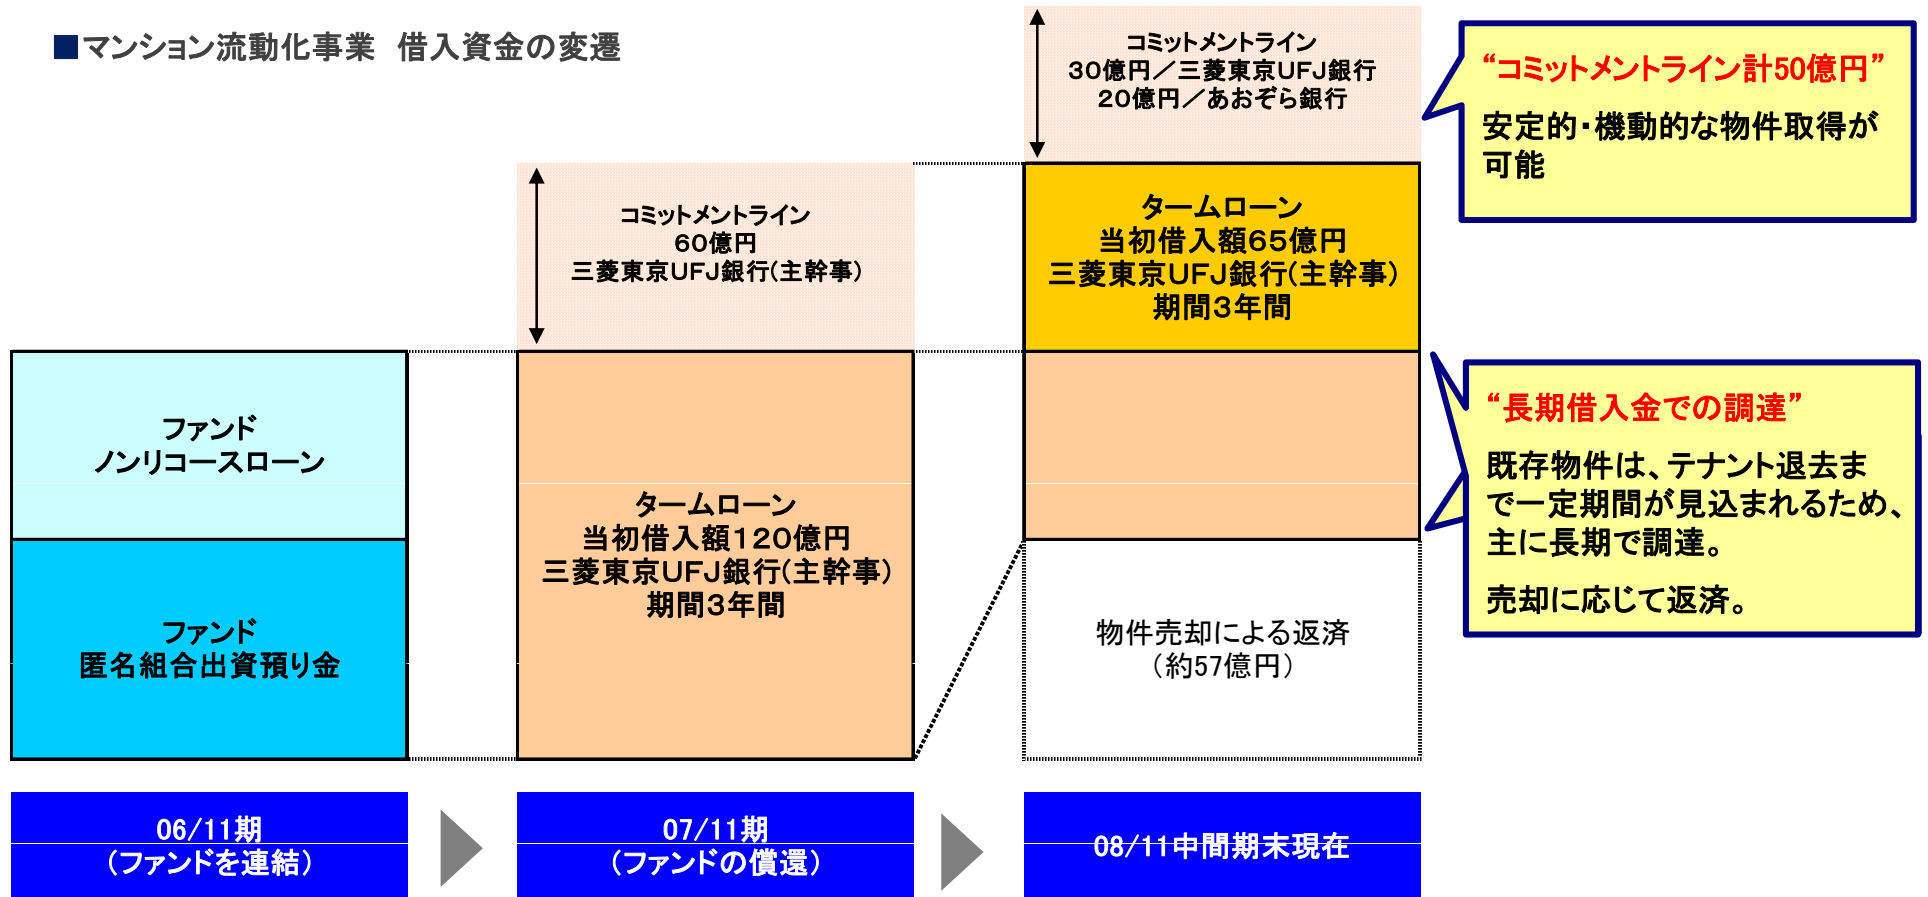 ■マンション流動化事業　借入資金の変遷
ファンド
ノンリコースローン
ファンド
匿名組合出資預り金
06/11期
（ファンドを連結）
コミットメントライン
60億円
三菱東京UFJ銀行(主幹事)
タームローン
当初借入額120億円
三菱東京UFJ銀行(主幹事)
期間3年間
07/11期
（ファンドの償還）
コミットメントライン
30億円／三菱東京UFJ銀行
20億円／あおぞら銀行
タームローン
当初借入額65億円
三菱東京UFJ銀行(主幹事)
期間3年間
物件売却による返済
（約57億円）
08/11中間期末現在
“コミットメントライン計50億円”
安定的・機動的な物件取得が
可能
“長期借入金での調達”
既存物件は、テナント退去ま
で一定期間が見込まれるため、
主に長期で調達。
売却に応じて返済。